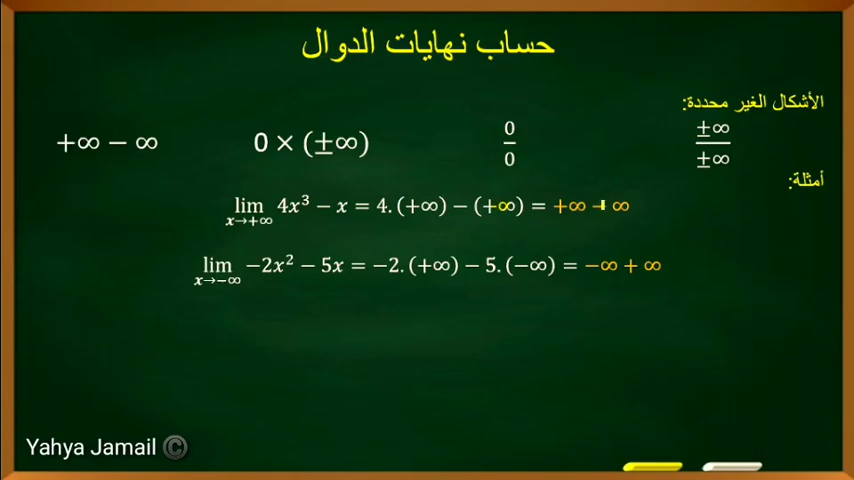 حساب نهايات الدوال
الأشكال الغير محددة:
+∞ − ∞    0 × (±∞)    0/0    ±∞/±∞
أمثلة:
lim x→+∞ 4x³ − x = 4.(+∞) − (+∞) = +∞ − ∞
lim x→−∞ −2x² − 5x = −2.(+∞) − 5.(−∞) = −∞ + ∞
Yahya Jamail ©